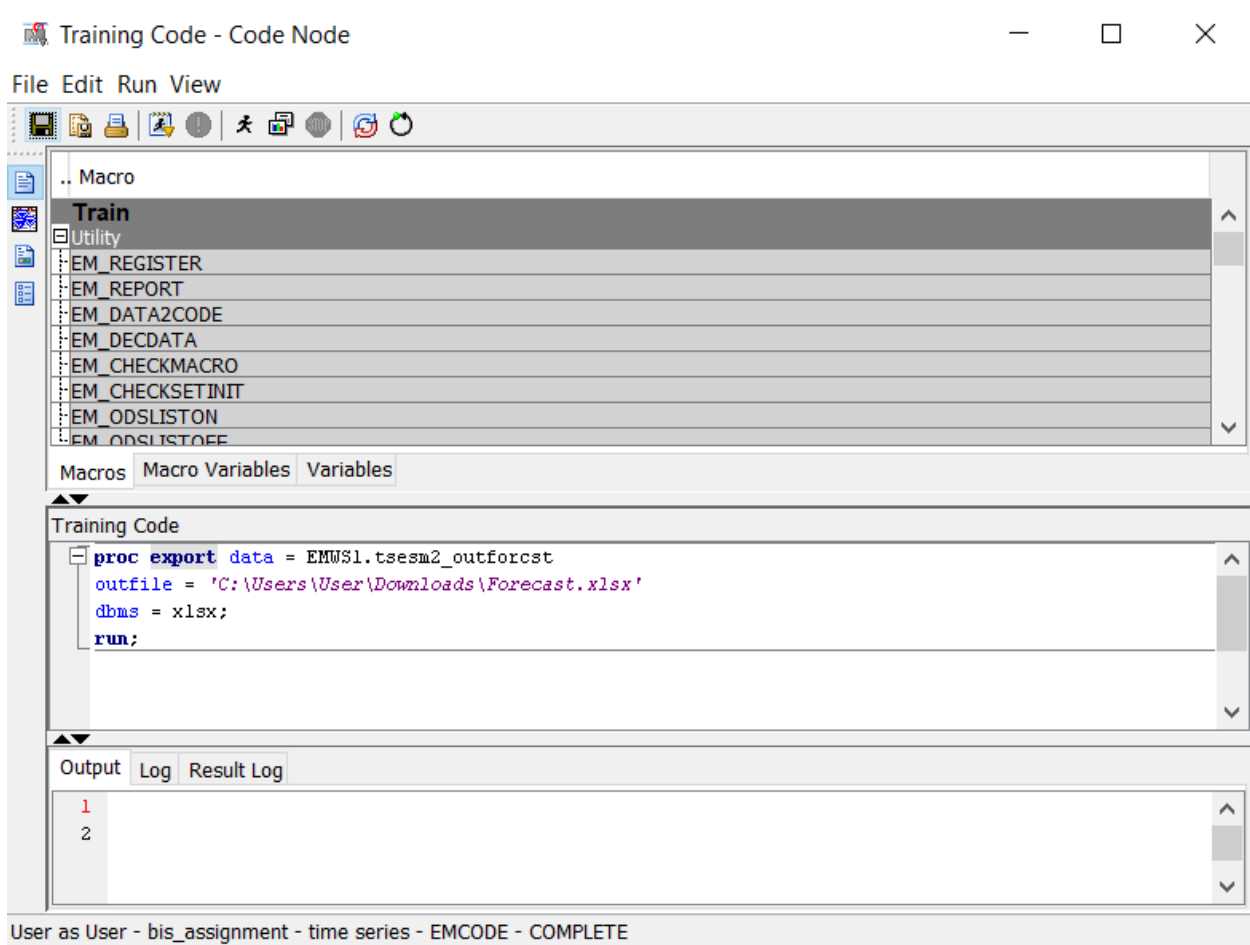 Training Code - Code Node
File Edit Run View
STOP
.. Macro
Train
Utility
EM_REGISTER
EM_REPORT
EM_DATA2CODE
EM_DECDATA
EM_CHECKMACRO
EM_CHECKSETINIT
EM_ODSLISTON
EM_ODSLISTOFF
Macros Macro Variables Variables
Training Code
proc export data = EMWS1.tsesm2_outforcst
outfile = 'C:\Users\User\Downloads\Forecast.xlsx'
dbms = xlsx;
run;
Output Log Result Log
1
2
User as User - bis_assignment - time series - EMCODE - COMPLETE